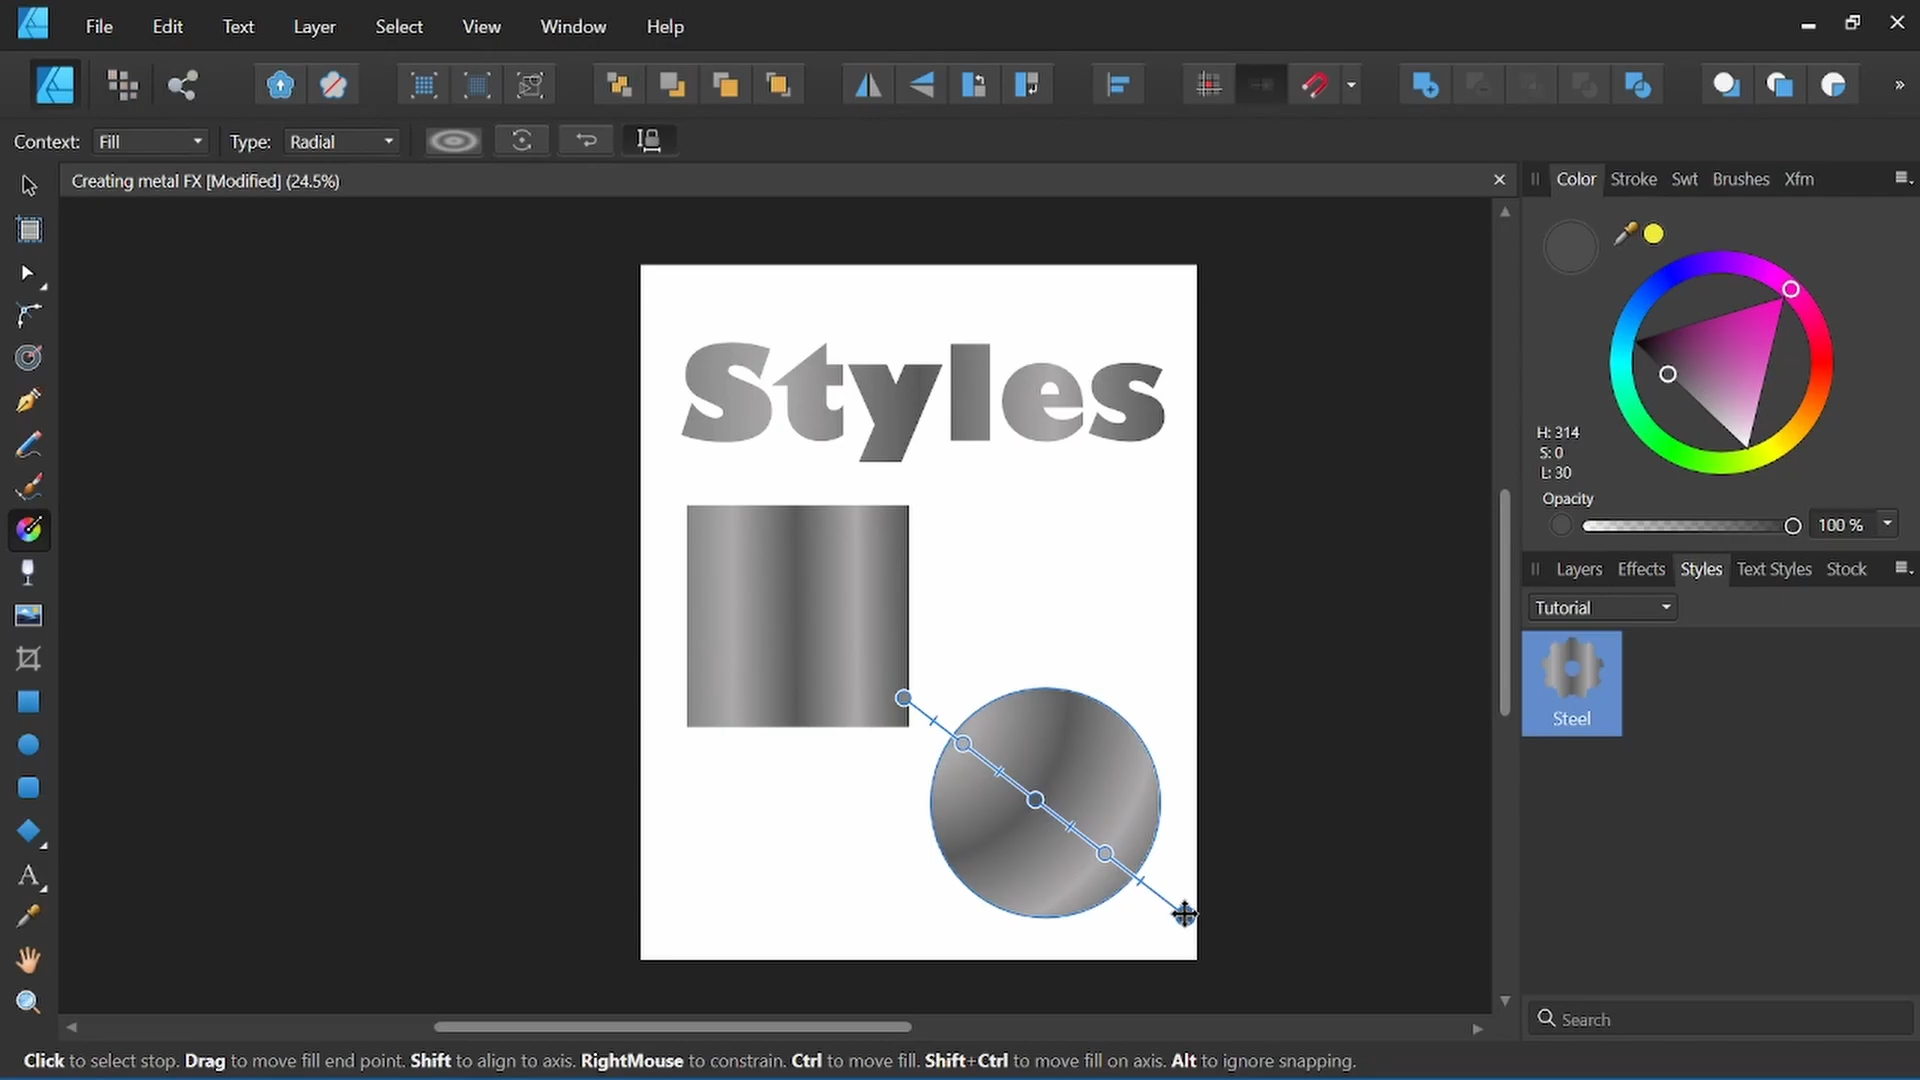 File Edit Text Layer Select View Window Help
Context: Fill Type: Radial
Creating metal FX [Modified] (24.5%)
Color Stroke Swt Brushes Xfm
Styles
H: 314
S: 0
L: 30
Opacity
100 %
Layers Effects Styles Text Styles Stock
Tutorial
Steel
Search
Click to select stop. Drag to move fill end point. Shift to align to axis. RightMouse to constrain. Ctrl to move fill. Shift+Ctrl to move fill on axis. Alt to ignore snapping.